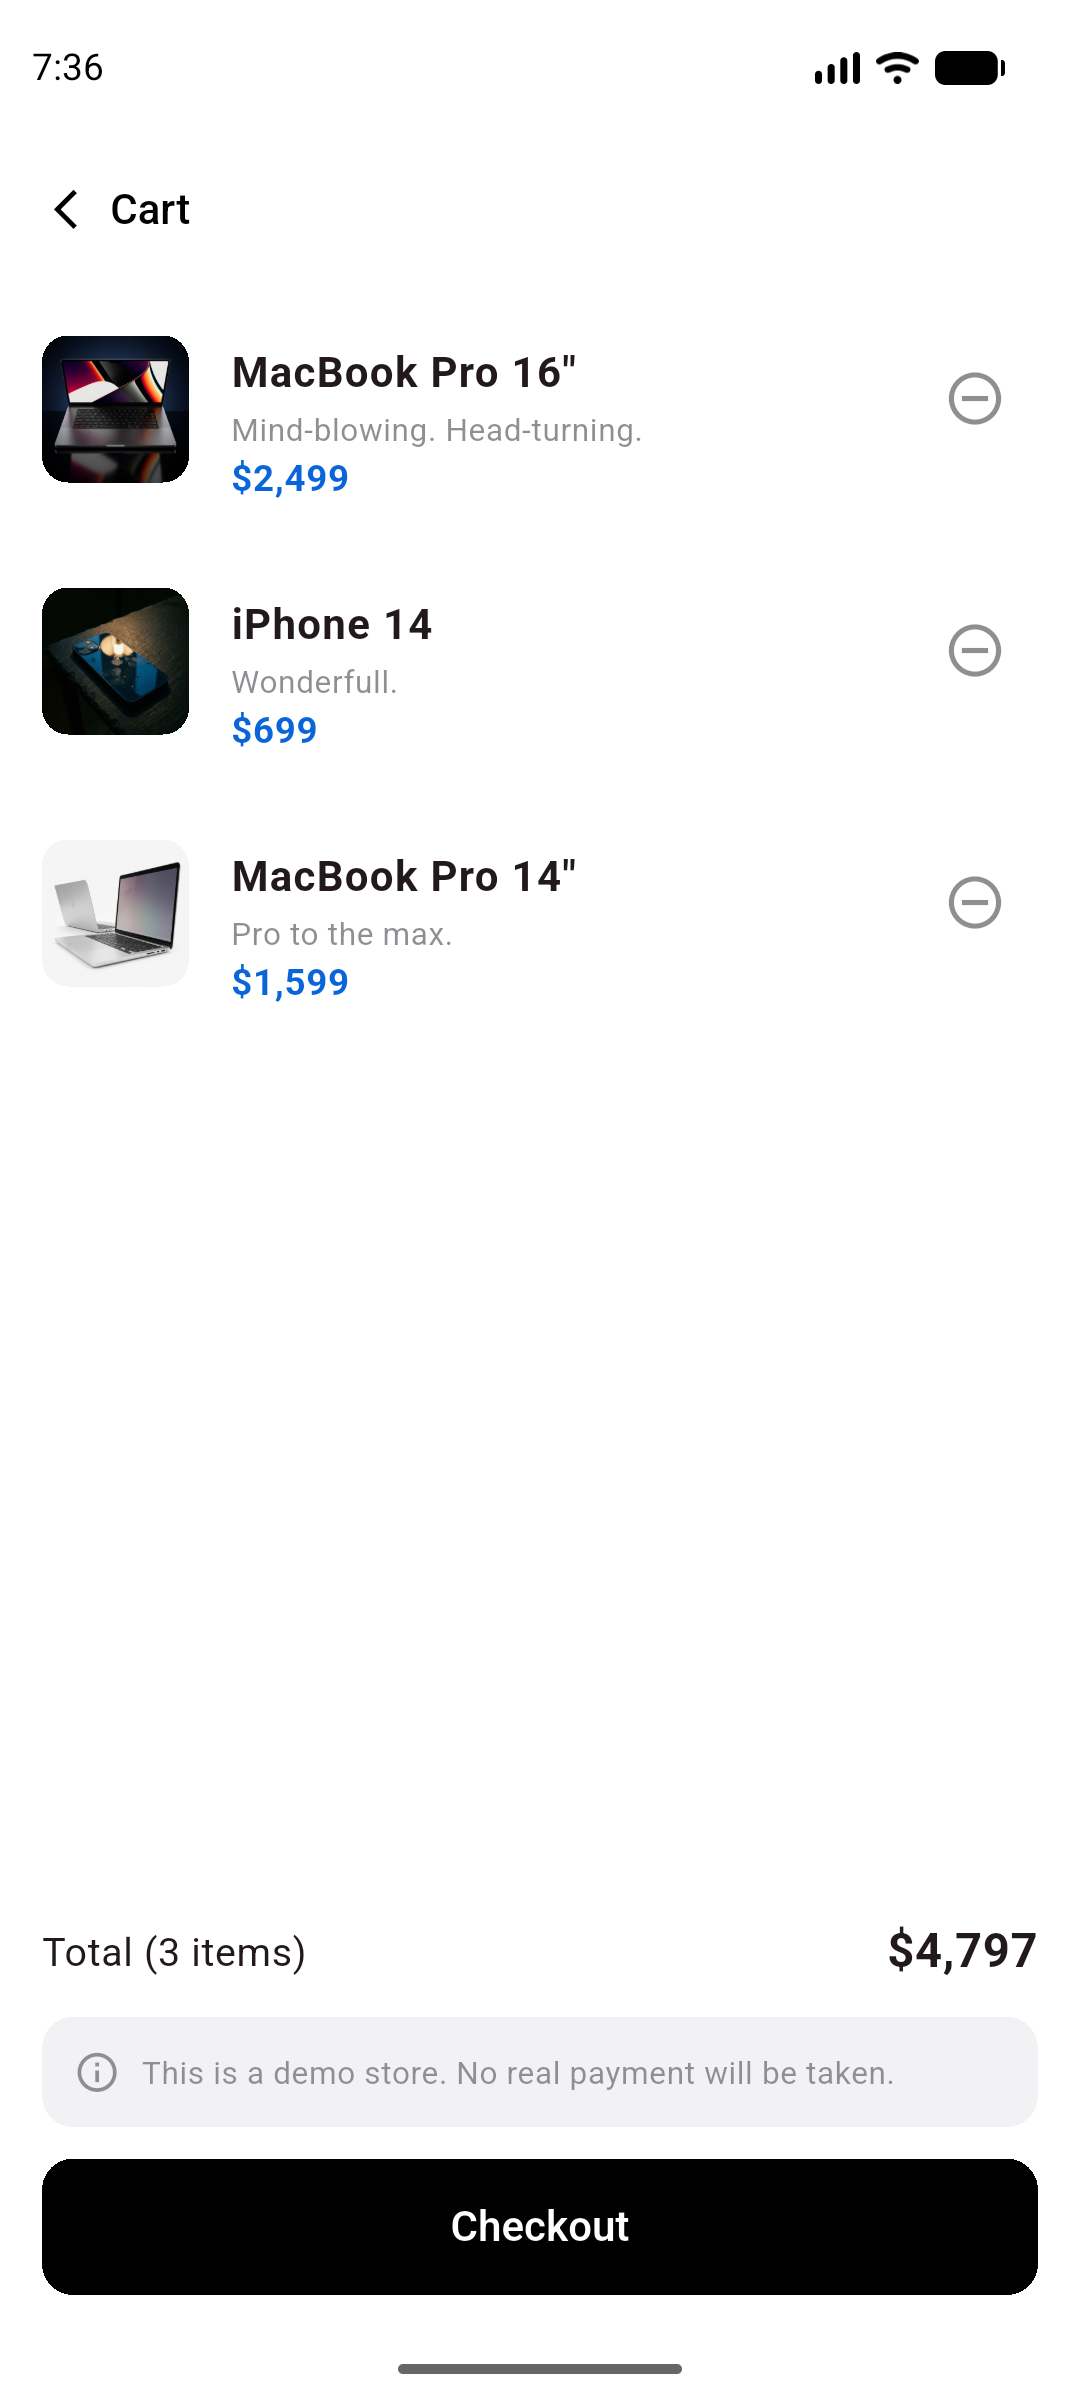 7:36
Cart
MacBook Pro 16"
Mind-blowing. Head-turning.
$2,499
iPhone 14
Wonderfull.
$699
MacBook Pro 14"
Pro to the max.
$1,599
Total (3 items)
$4,797
This is a demo store. No real payment will be taken.
Checkout